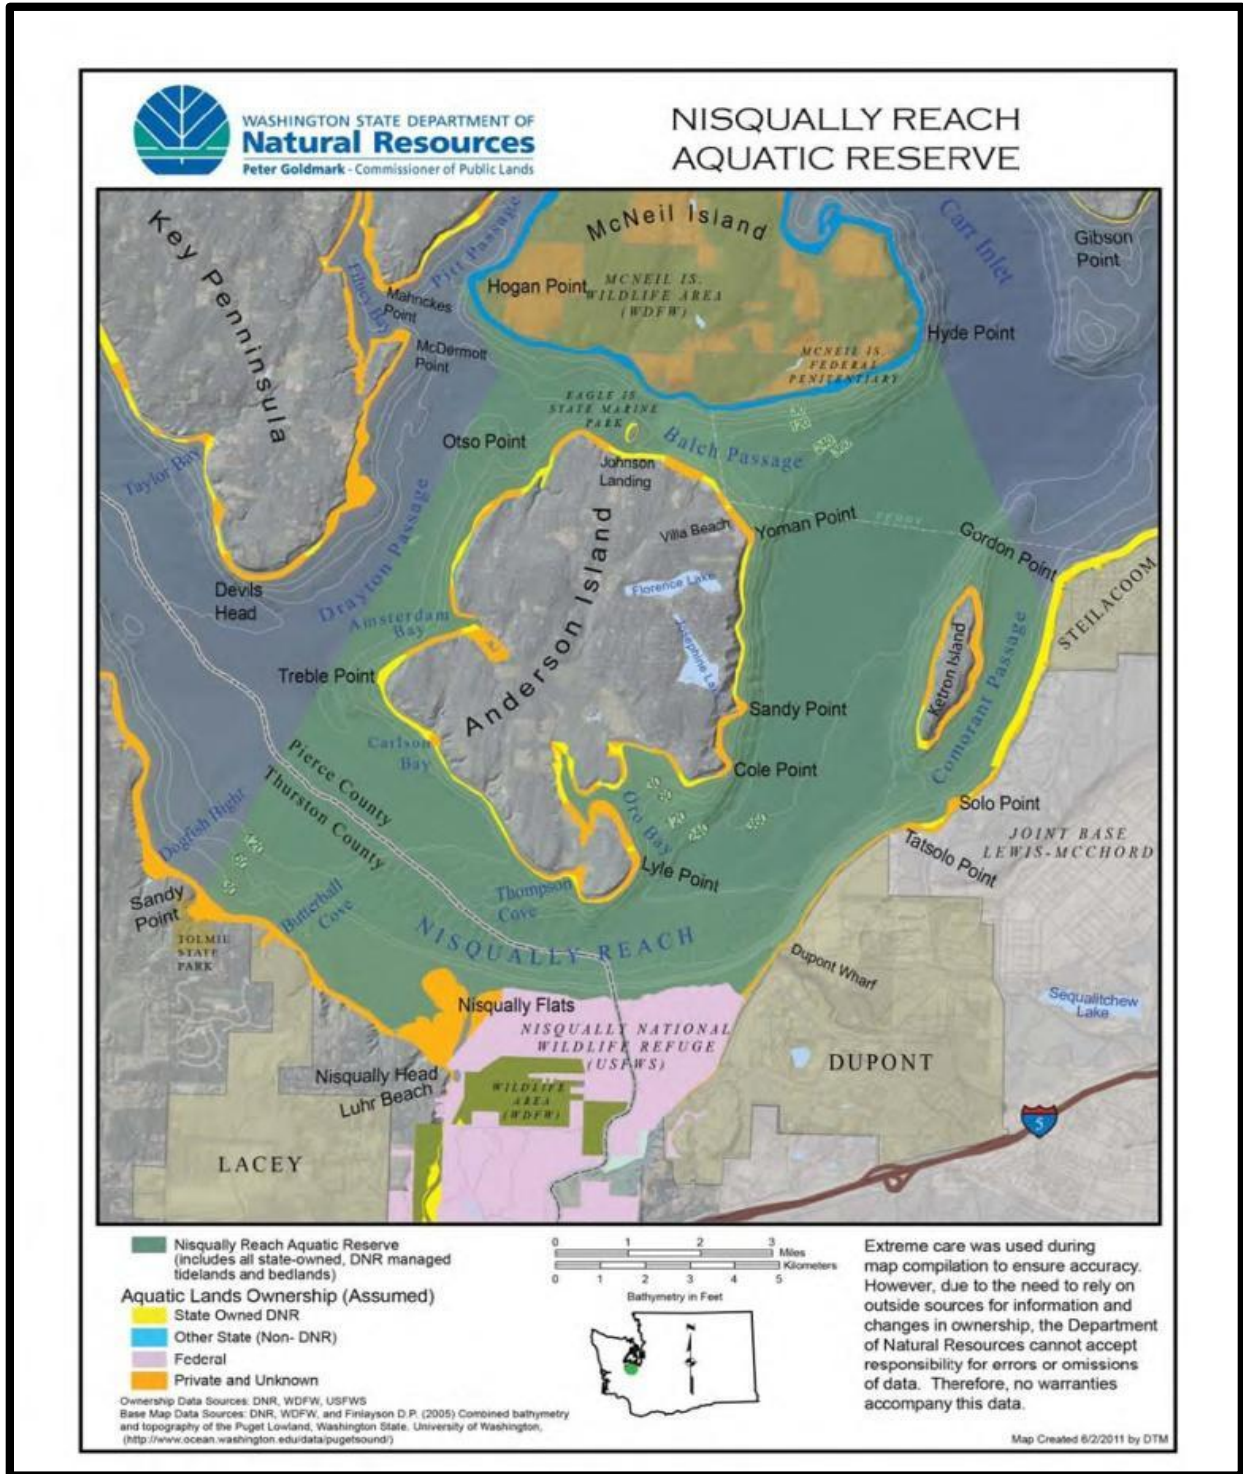 WASHINGTON STATE DEPARTMENT OF
Natural Resources
Peter Goldmark - Commissioner of Public Lands
NISQUALLY REACH
AQUATIC RESERVE
Key Penninsula
Filucy Bay
Pitt Passage
Mahnckes
Point
McDermott
Point
McNeil Island
Hogan Point
MCNEIL IS.
WILDLIFE AREA
(WDFW)
Carr Inlet
Gibson
Point
Hyde Point
MCNEIL IS.
FEDERAL
PENITENTIARY
EAGLE IS.
STATE MARINE
PARK
Otso Point
Balch Passage
Johnson
Landing
Taylor Bay
Villa Beach
Yoman Point
FERRY
Gordon Point
Devils
Head
Drayton Passage
Amsterdam
Bay
Florence Lake
Josephine Lake
Anderson Island
STEILACOOM
Ketron Island
Comorant Passage
Treble Point
Sandy Point
Carlson
Bay
Cole Point
Pierce County
Thurston County
Oro Bay
Solo Point
Tatsolo Point
JOINT BASE
LEWIS-MCCHORD
Dogfish Bight
Lyle Point
Sandy
Point
Butterball
Cove
Thompson
Cove
TOLMIE
STATE
PARK
NISQUALLY REACH
Dupont Wharf
Nisqually Flats
Sequalitchew
Lake
NISQUALLY NATIONAL
WILDLIFE REFUGE
(USFWS)
DUPONT
Nisqually Head
Luhr Beach
WILDLIFE
AREA
(WDFW)
5
LACEY
Nisqually Reach Aquatic Reserve
(includes all state-owned, DNR managed
tidelands and bedlands)
Aquatic Lands Ownership (Assumed)
State Owned DNR
Other State (Non- DNR)
Federal
Private and Unknown
Ownership Data Sources: DNR, WDFW, USFWS
Base Map Data Sources: DNR, WDFW, and Finlayson D.P. (2005) Combined bathymetry
and topography of the Puget Lowland, Washington State. University of Washington,
(http://www.ocean.washington.edu/data/pugetsound/)
0 1 2 3
Miles
Kilometers
0 1 2 3 4 5
Bathymetry in Feet
N
Extreme care was used during
map compilation to ensure accuracy.
However, due to the need to rely on
outside sources for information and
changes in ownership, the Department
of Natural Resources cannot accept
responsibility for errors or omissions
of data. Therefore, no warranties
accompany this data.
Map Created 6/2/2011 by DTM